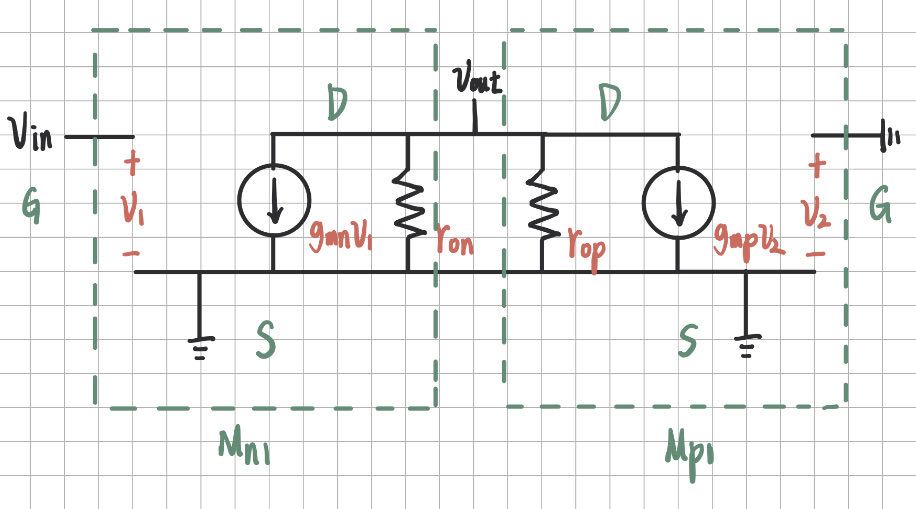 Vout
D
D
Vin
+
+
G
V1
gmnV1
ron
rop
gmpV2
V2
G
-
-
S
S
Mn1
Mp1